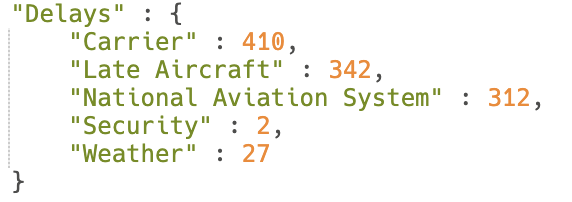 "Delays" : {
    "Carrier" : 410,
    "Late Aircraft" : 342,
    "National Aviation System" : 312,
    "Security" : 2,
    "Weather" : 27
}